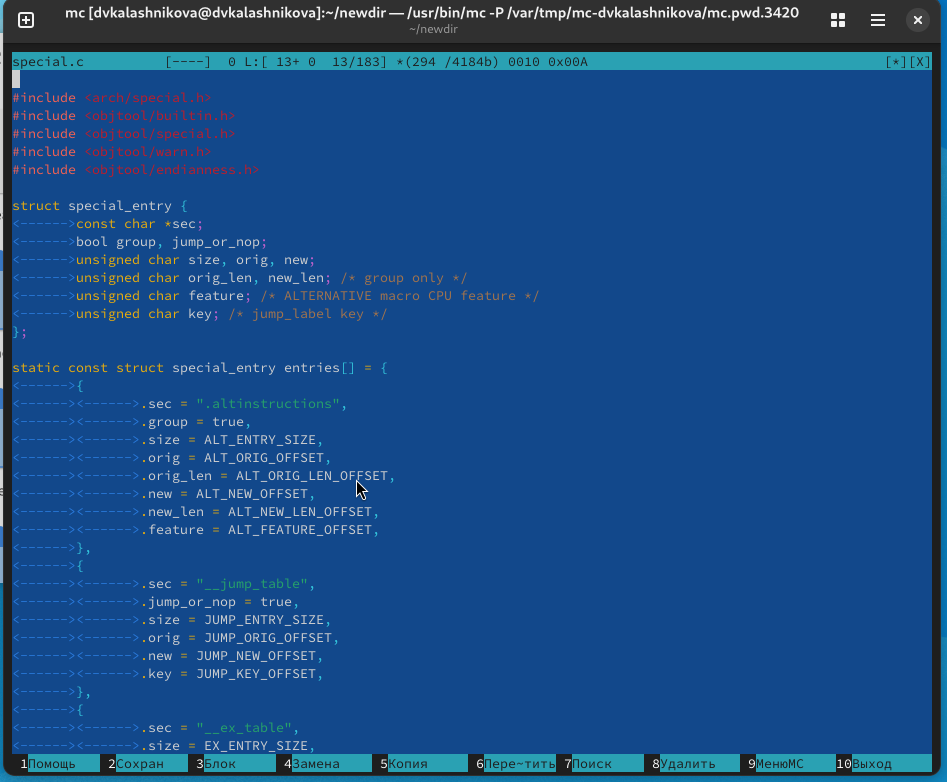 mc [dvkalashnikova@dvkalashnikova]:~/newdir — /usr/bin/mc -P /var/tmp/mc-dvkalashnikova/mc.pwd.3420
~/newdir
special.c          [----]  0 L:[ 13+ 0  13/183] *(294 /4184b) 0010 0x00A                                     [*][X]
#include <arch/special.h>
#include <objtool/builtin.h>
#include <objtool/special.h>
#include <objtool/warn.h>
#include <objtool/endianness.h>
struct special_entry {
<------>const char *sec;
<------>bool group, jump_or_nop;
<------>unsigned char size, orig, new;
<------>unsigned char orig_len, new_len; /* group only */
<------>unsigned char feature; /* ALTERNATIVE macro CPU feature */
<------>unsigned char key; /* jump_label key */
};
static const struct special_entry entries[] = {
<------>{
<------><------>.sec = ".altinstructions",
<------><------>.group = true,
<------><------>.size = ALT_ENTRY_SIZE,
<------><------>.orig = ALT_ORIG_OFFSET,
<------><------>.orig_len = ALT_ORIG_LEN_OFFSET,
<------><------>.new = ALT_NEW_OFFSET,
<------><------>.new_len = ALT_NEW_LEN_OFFSET,
<------><------>.feature = ALT_FEATURE_OFFSET,
<------>},
<------>{
<------><------>.sec = "__jump_table",
<------><------>.jump_or_nop = true,
<------><------>.size = JUMP_ENTRY_SIZE,
<------><------>.orig = JUMP_ORIG_OFFSET,
<------><------>.new = JUMP_NEW_OFFSET,
<------><------>.key = JUMP_KEY_OFFSET,
<------>},
<------>{
<------><------>.sec = "__ex_table",
<------><------>.size = EX_ENTRY_SIZE,
1Помощь 2Сохран 3Блок 4Замена 5Копия 6Пере~тить 7Поиск 8Удалить 9МенюМС 10Выход